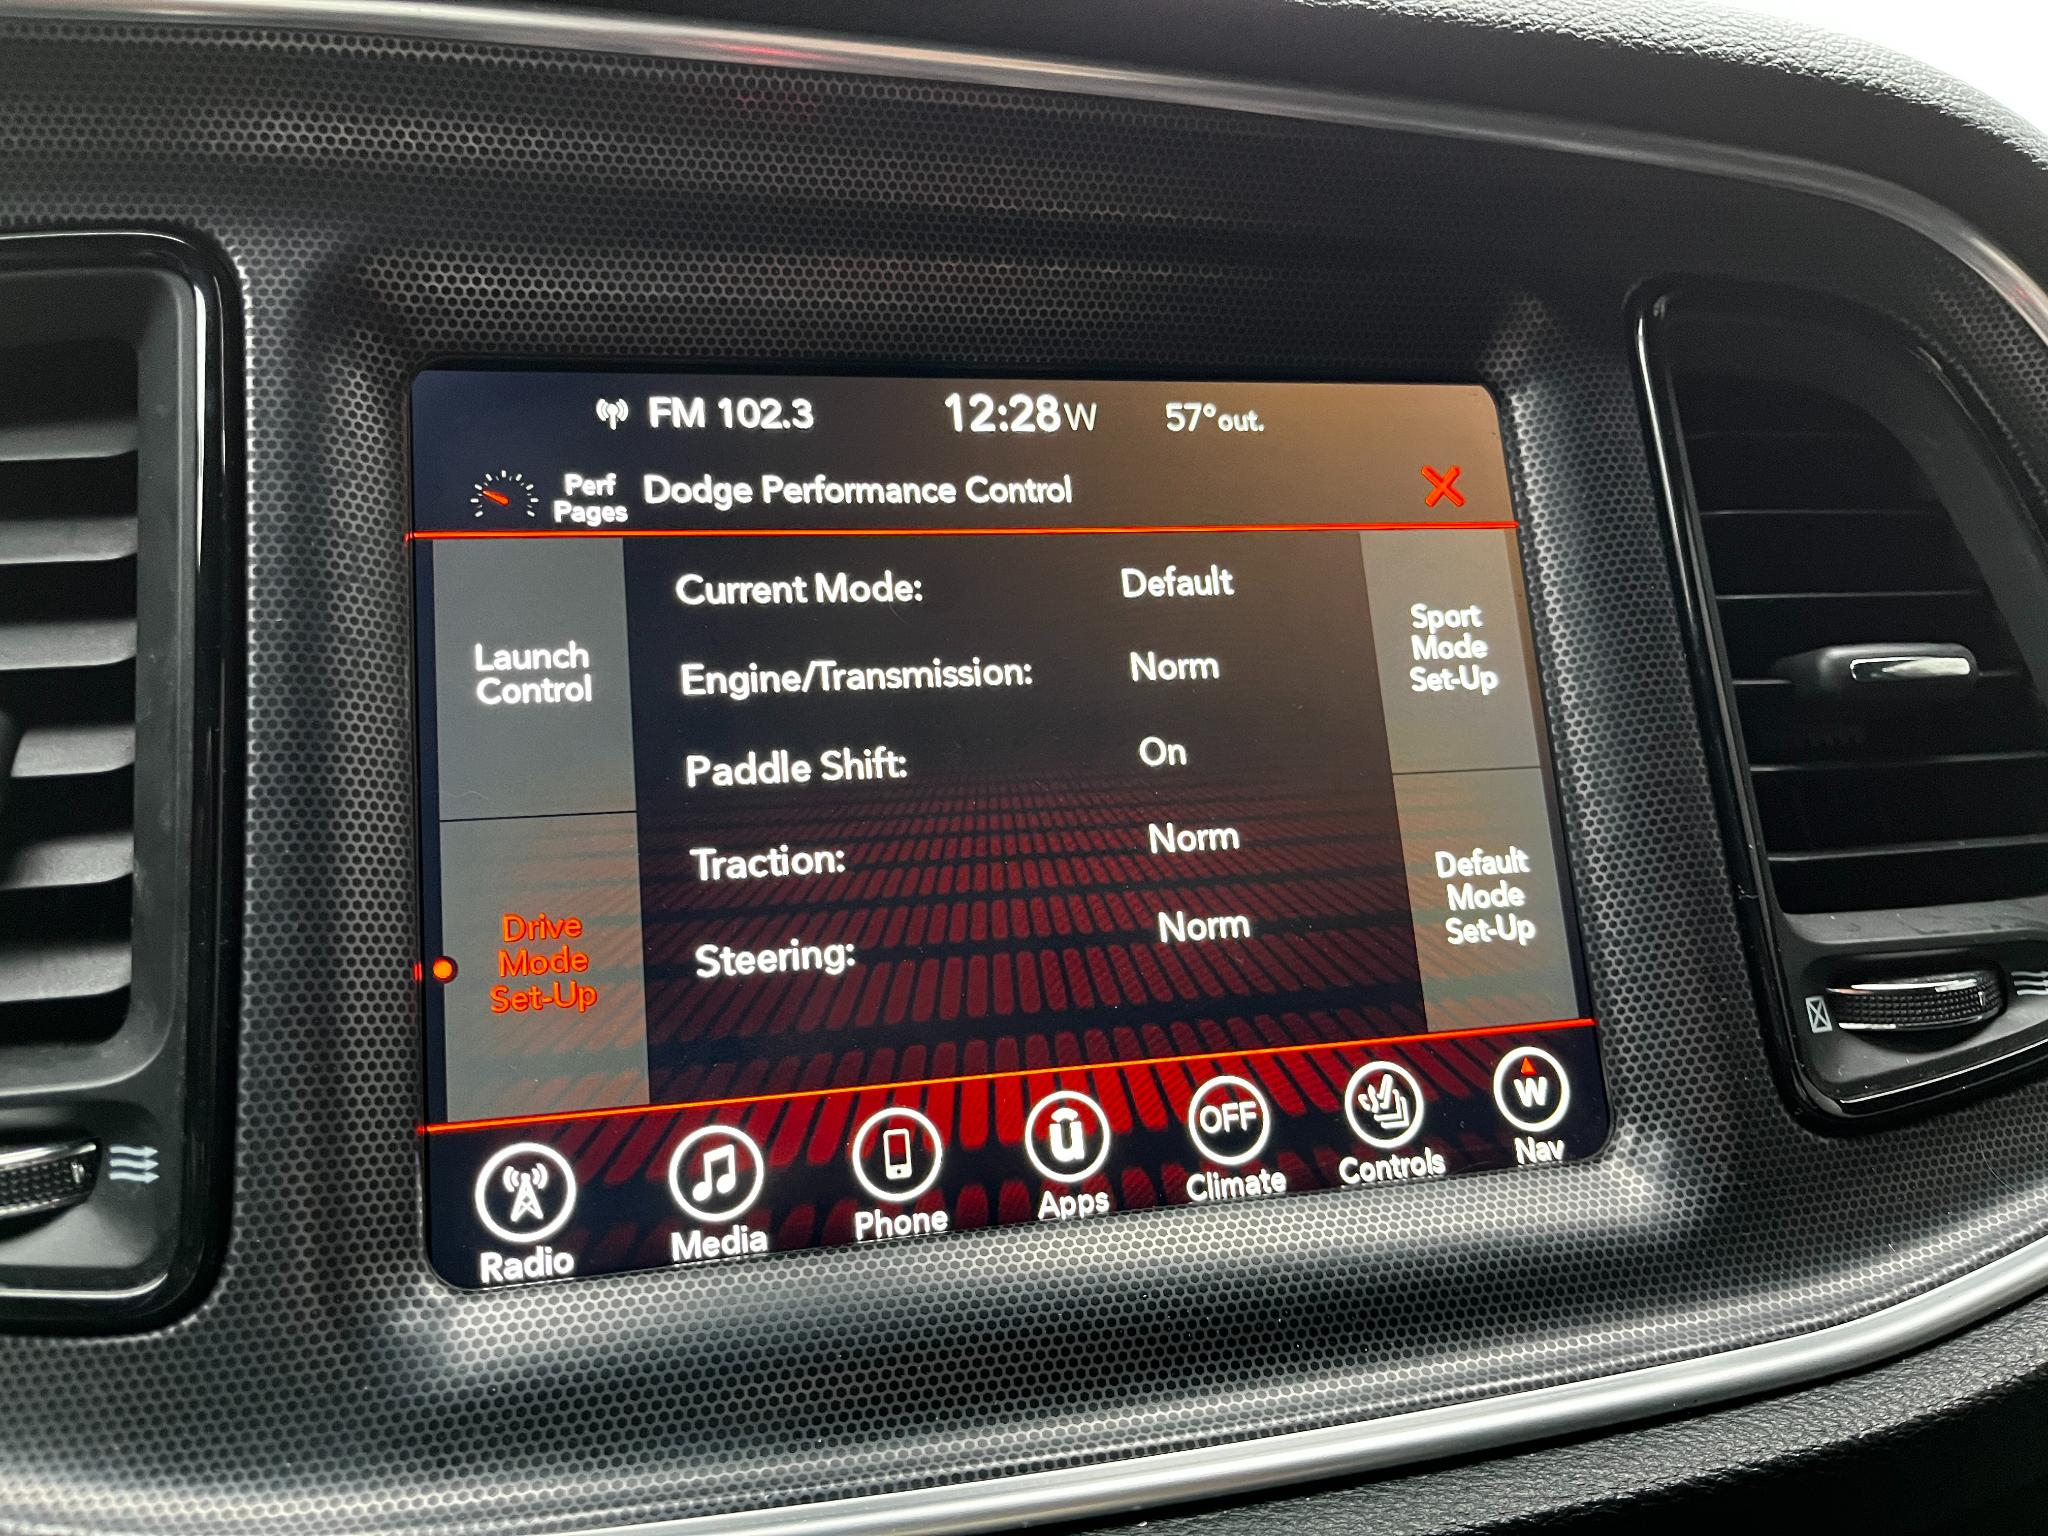 FM 102.3 12:28 W 57° out.
Perf
Pages
Dodge Performance Control
Launch
Control
Drive
Mode
Set-Up
Current Mode: Default
Engine/Transmission: Norm
Paddle Shift: On
Traction: Norm
Steering: Norm
Sport
Mode
Set-Up
Default
Mode
Set-Up
Radio
Media
Phone
u
Apps
OFF
Climate
Controls
W
Nav